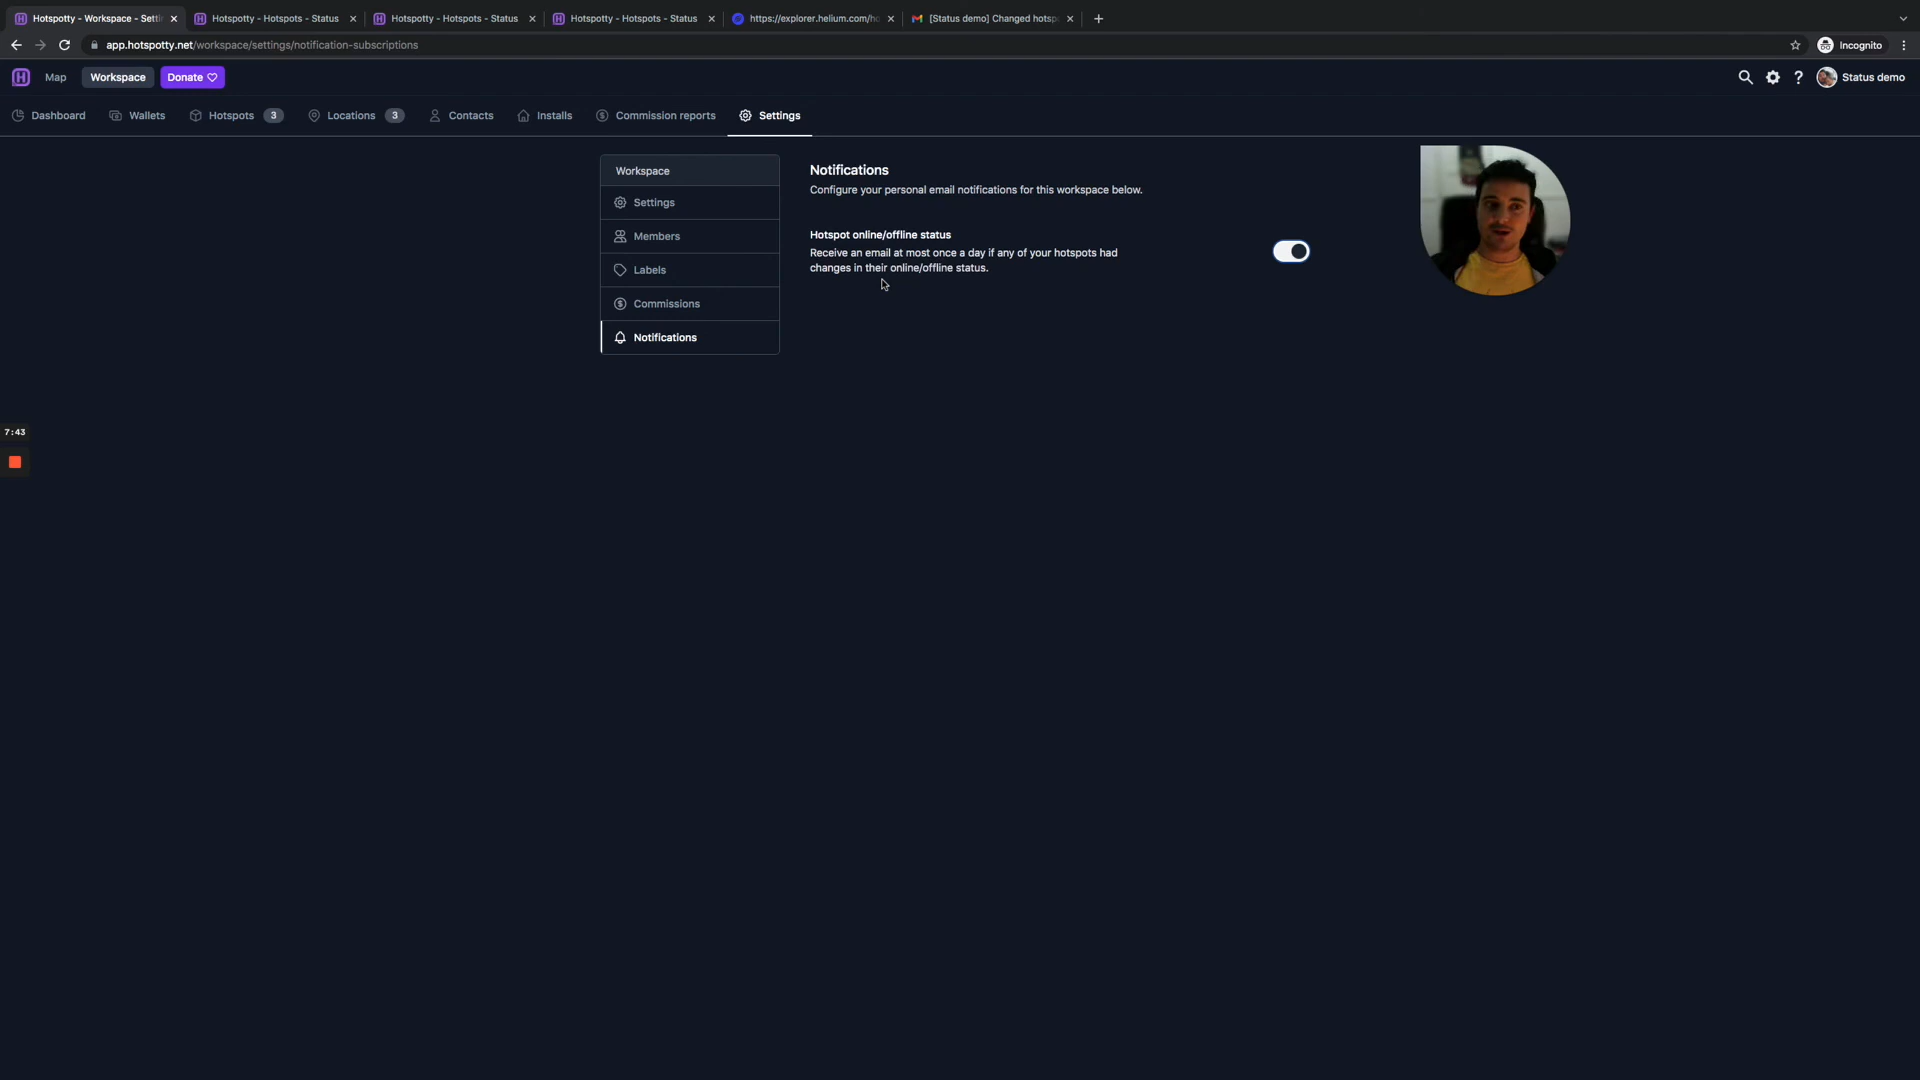 Hotspotty - Workspace - Setti
Hotspotty - Hotspots - Status
Hotspotty - Hotspots - Status
Hotspotty - Hotspots - Status
https://explorer.helium.com/ho
[Status demo] Changed hotspo
app.hotspotty.net/workspace/settings/notification-subscriptions
Incognito
Map
Workspace
Donate
Status demo
Dashboard
Wallets
Hotspots 3
Locations 3
Contacts
Installs
Commission reports
Settings
Workspace
Settings
Members
Labels
Commissions
Notifications
Notifications
Configure your personal email notifications for this workspace below.
Hotspot online/offline status
Receive an email at most once a day if any of your hotspots had
changes in their online/offline status.
7:43